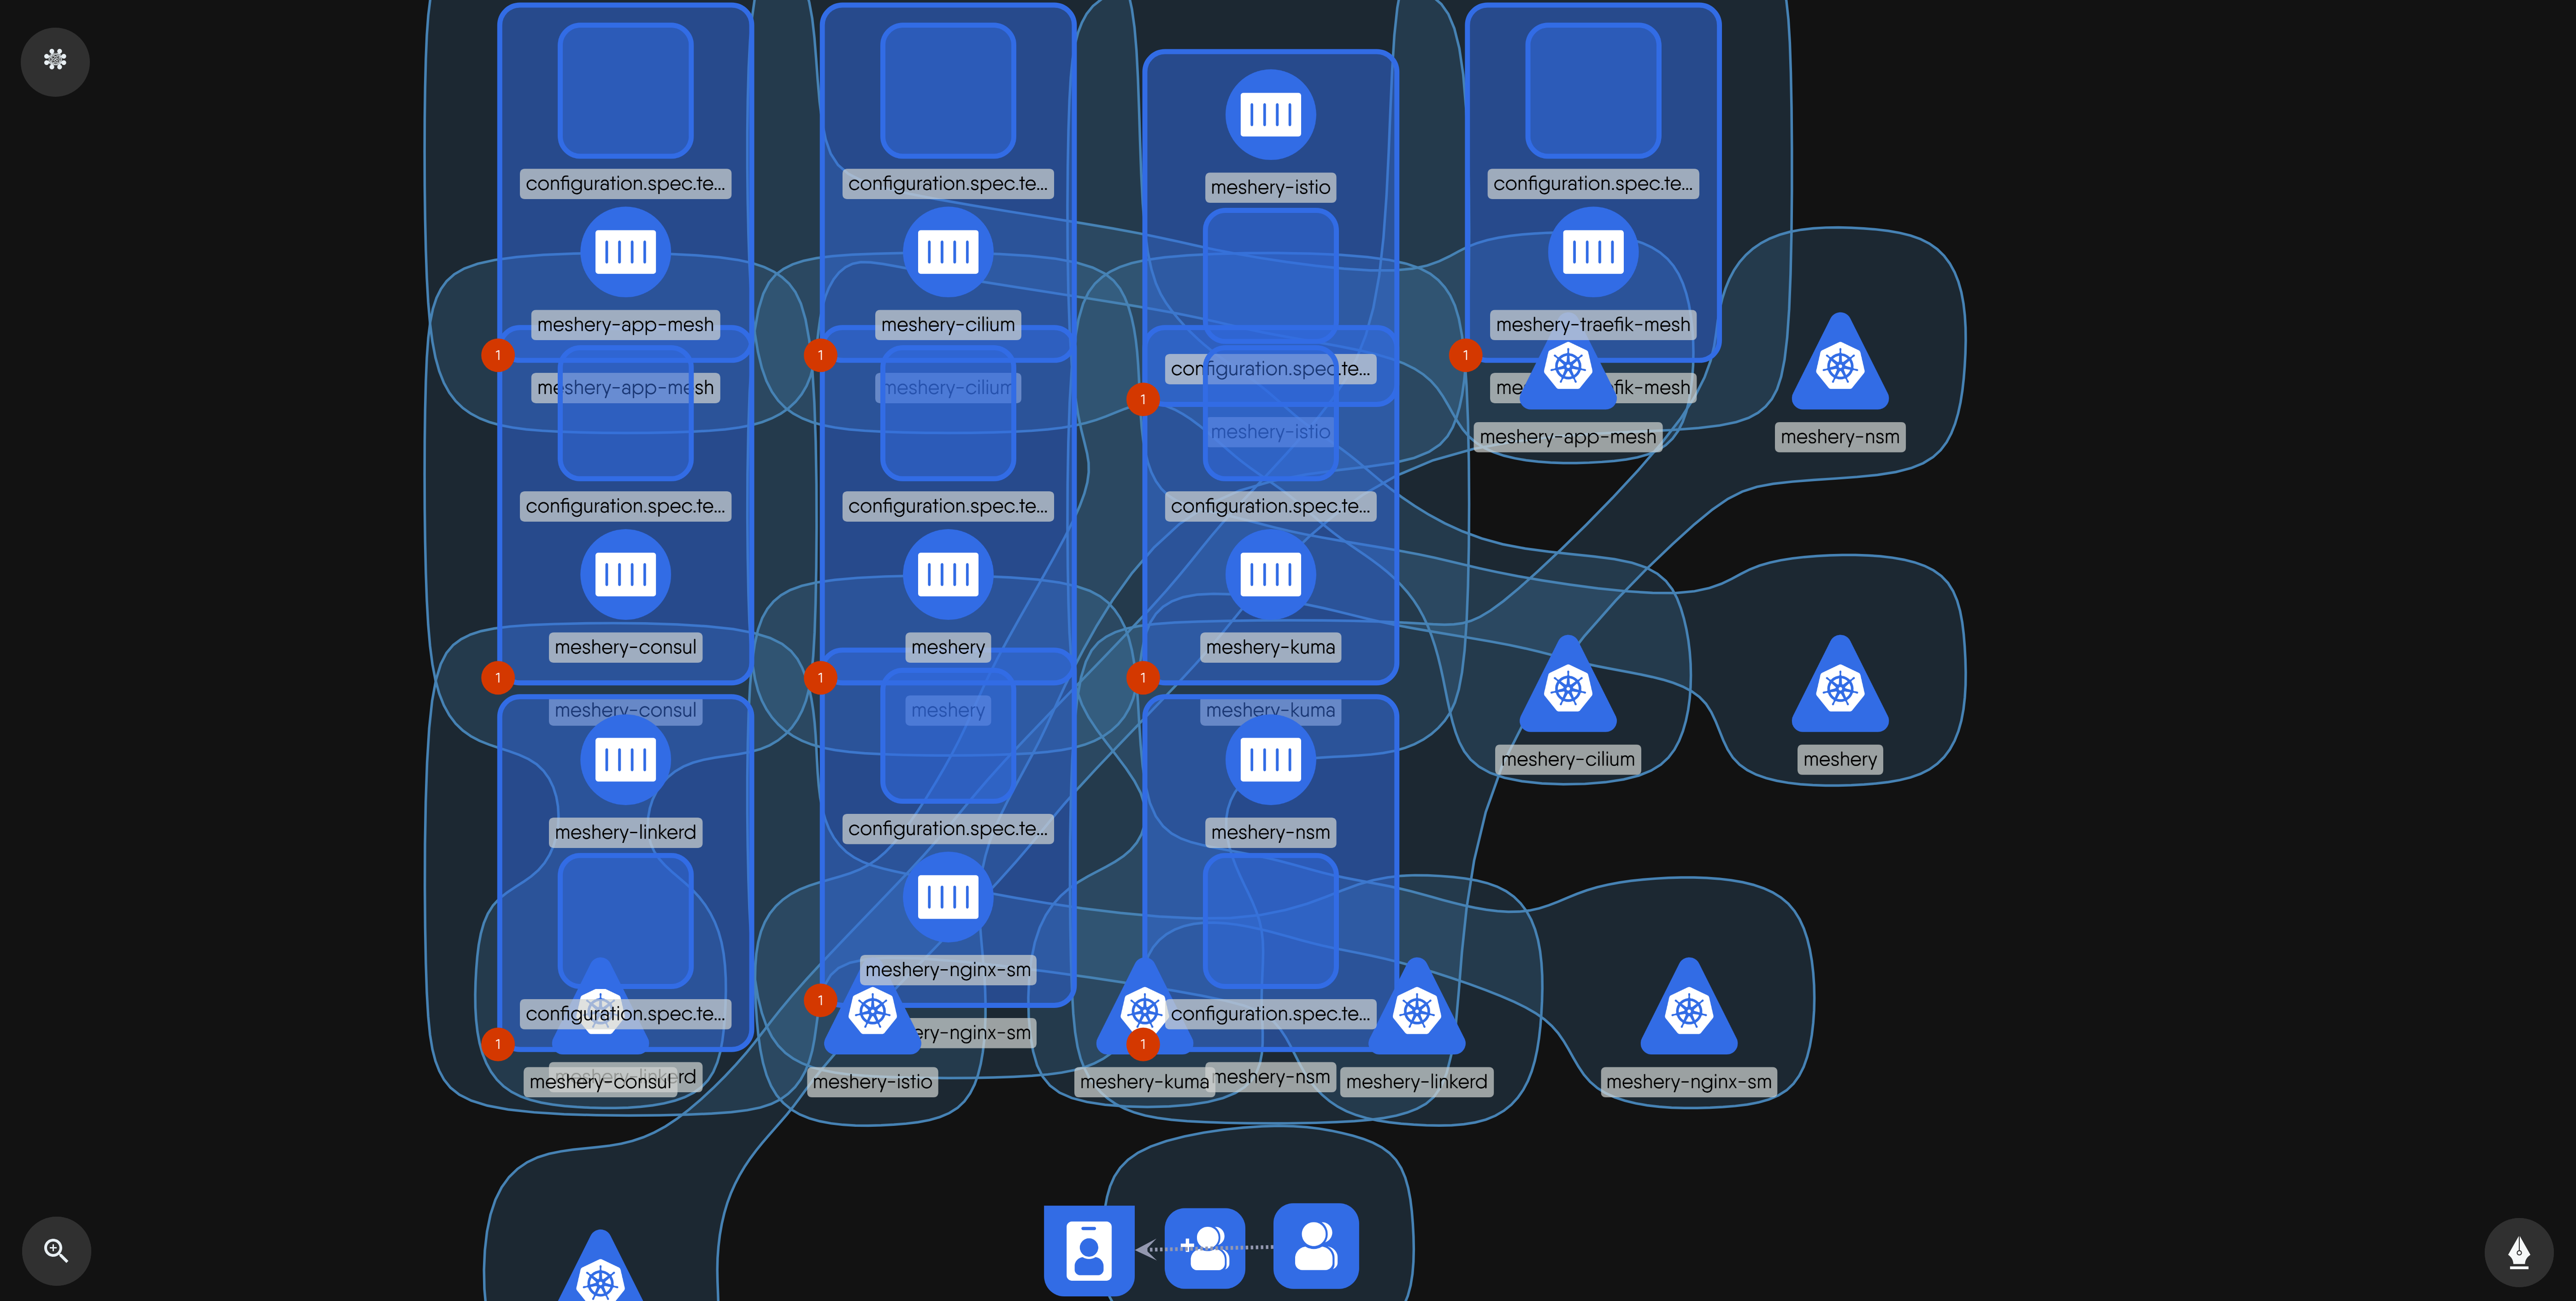 configuration.spec.te...
configuration.spec.te...
meshery-istio
configuration.spec.te...
meshery-app-mesh
meshery-cilium
meshery-traefik-mesh
1
1
1
configuration.spec.te...
meshery-app-mesh
meshery-cilium
1
me fik-mesh
meshery-istio
meshery-app-mesh
meshery-nsm
configuration.spec.te...
configuration.spec.te...
configuration.spec.te...
meshery-consul
meshery
meshery-kuma
1
1
1
meshery-consul
meshery
meshery-kuma
meshery-cilium
meshery
meshery-linkerd
configuration.spec.te...
meshery-nsm
meshery-nginx-sm
1
configuration.spec.te...
configuration.spec.te...
ery-nginx-sm
1
1
meshery-consul
meshery-linkerd
meshery-istio
meshery-kuma
meshery-nsm
meshery-linkerd
meshery-nginx-sm